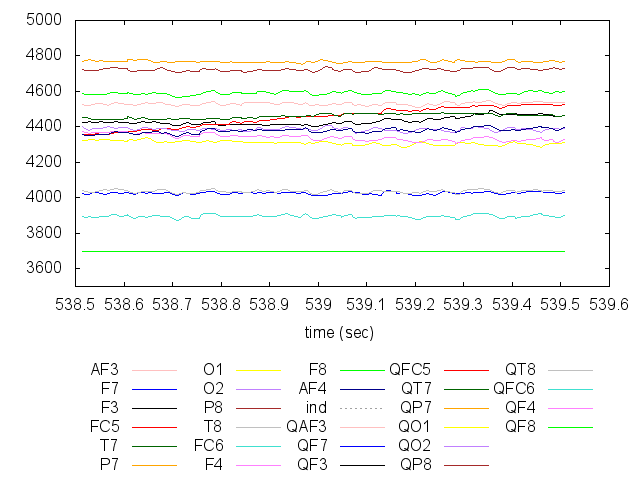 5000
4800
4600
4400
4200
4000
3800
3600
538.5 538.6 538.7 538.8 538.9 539 539.1 539.2 539.3 539.4 539.5 539.6
time (sec)
AF3 O1 F8 QFC5 QT8
F7 O2 AF4 QT7 QFC6
F3 P8 ind QP7 QF4
FC5 T8 QAF3 QO1 QF8
T7 FC6 QF7 QO2
P7 F4 QF3 QP8